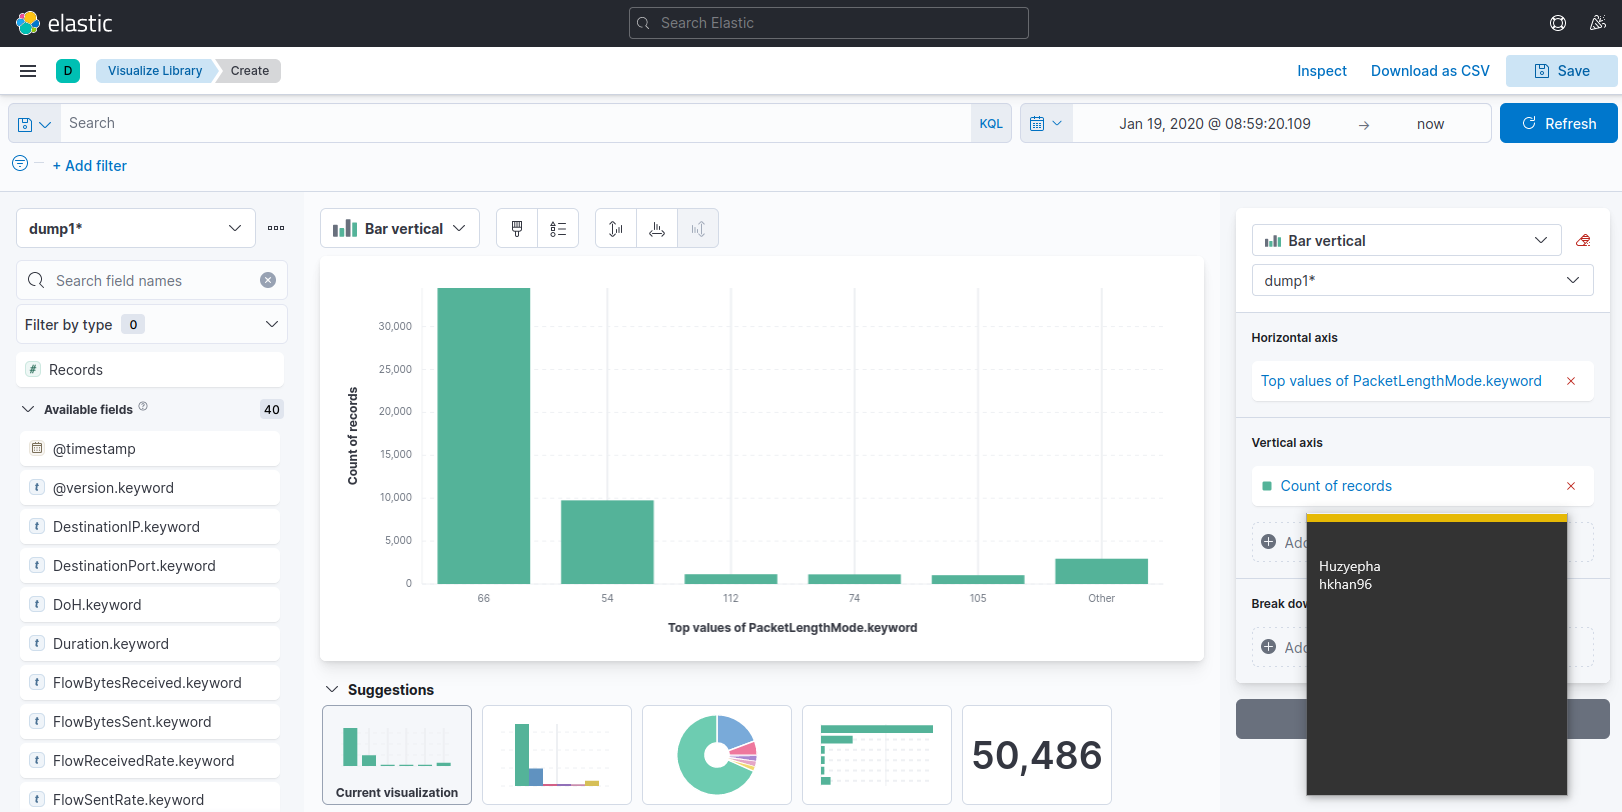 elastic
Search Elastic
D
Visualize Library
Create
Inspect
Download as CSV
Save
Search
KQL
Jan 19, 2020 @ 08:59:20.109
→
now
Refresh
+ Add filter
dump1*
Search field names
Filter by type 0
# Records
Available fields 40
@timestamp
t @version.keyword
t DestinationIP.keyword
t DestinationPort.keyword
t DoH.keyword
t Duration.keyword
t FlowBytesReceived.keyword
t FlowBytesSent.keyword
t FlowReceivedRate.keyword
t FlowSentRate.keyword
Bar vertical
Count of records
30,000
25,000
20,000
15,000
10,000
5,000
0
66 54 112 74 105 Other
Top values of PacketLengthMode.keyword
Suggestions
Current visualization
50,486
Bar vertical
dump1*
Horizontal axis
Top values of PacketLengthMode.keyword
Vertical axis
Count of records
Huzyepha
hkhan96